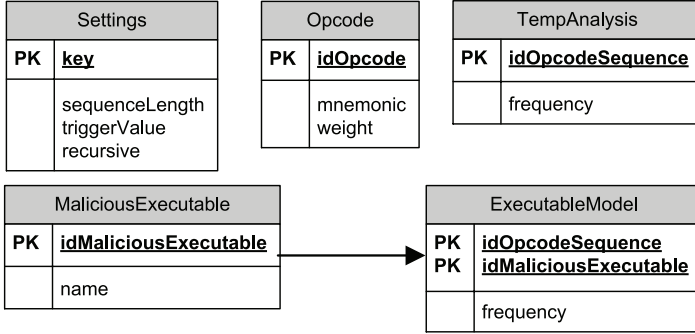 Settings
PK key
sequenceLength
triggerValue
recursive
Opcode
PK idOpcode
mnemonic
weight
TempAnalysis
PK idOpcodeSequence
frequency
MaliciousExecutable
PK idMaliciousExecutable
name
ExecutableModel
PK idOpcodeSequence
PK idMaliciousExecutable
frequency